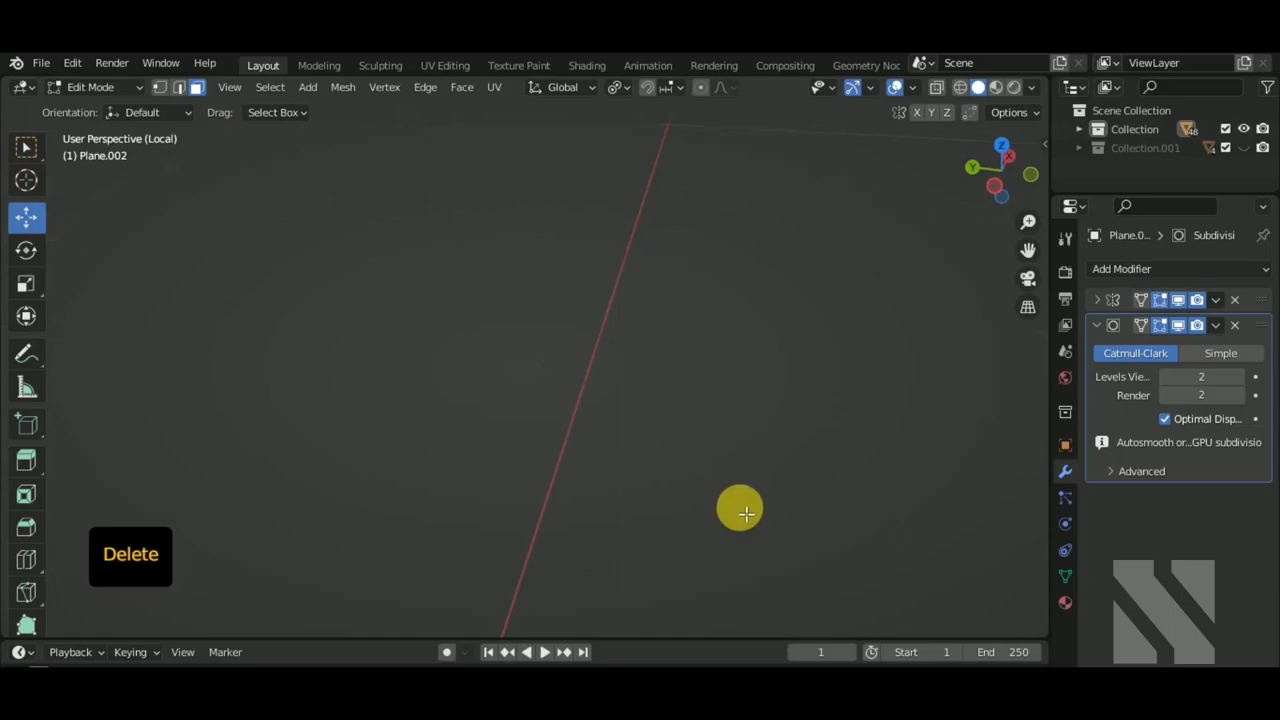 File Edit Render Window Help Layout Modeling Sculpting UV Editing Texture Paint Shading Animation Rendering Compositing Geometry Noc Scene ViewLayer
Edit Mode View Select Add Mesh Vertex Edge Face UV Global
Orientation: Default Drag: Select Box X Y Z Options
User Perspective (Local)
(1) Plane.002
Z
X
Y
Scene Collection
Collection 48
Collection.001 4
Plane.0... > Subdivisi
Add Modifier
Catmull-Clark Simple
Levels Vie... 2
Render 2
Optimal Disp...
Autosmooth or...GPU subdivisio
Advanced
Delete
Playback Keying View Marker 1 Start 1 End 250